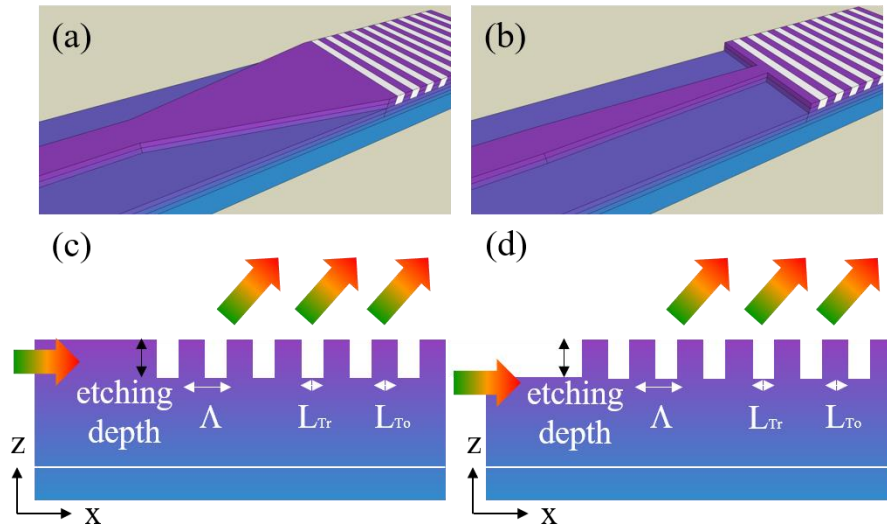 (a)
(b)
(c)
(d)
etching
depth
Λ
LTr
LTo
z
x
etching
depth
Λ
LTr
LTo
z
x